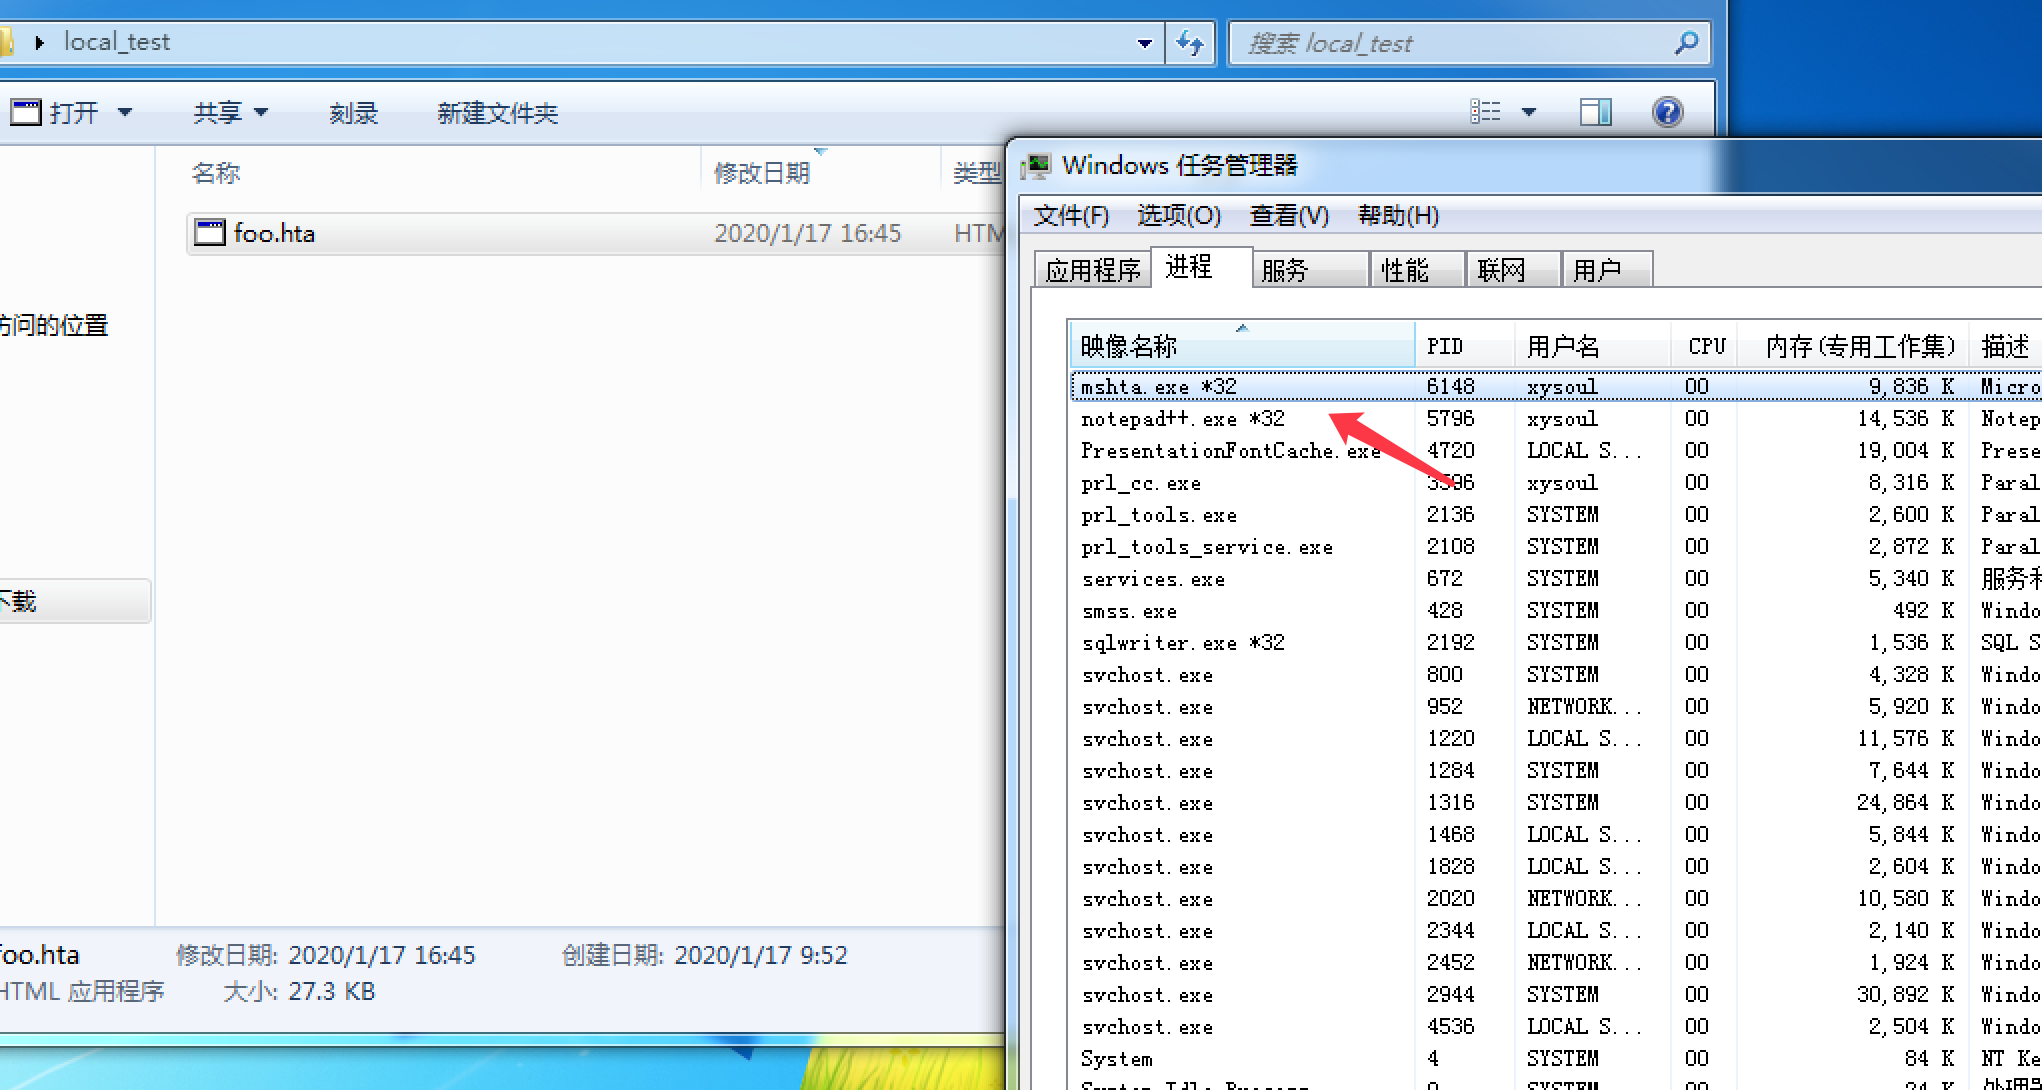 local_test
搜索 local_test
打开 共享 刻录 新建文件夹
名称 修改日期 类型
foo.hta 2020/1/17 16:45 HTM
访问的位置
下载
foo.hta 修改日期: 2020/1/17 16:45 创建日期: 2020/1/17 9:52
HTML 应用程序 大小: 27.3 KB
Windows 任务管理器
文件(F) 选项(O) 查看(V) 帮助(H)
应用程序 进程 服务 性能 联网 用户
映像名称 PID 用户名 CPU 内存(专用工作集) 描述
mshta.exe *32 6148 xysoul 00 9,836 K Micro
notepad++.exe *32 5796 xysoul 00 14,536 K Notep
PresentationFontCache.exe 4720 LOCAL S... 00 19,004 K Prese
prl_cc.exe 3396 xysoul 00 8,316 K Paral
prl_tools.exe 2136 SYSTEM 00 2,600 K Paral
prl_tools_service.exe 2108 SYSTEM 00 2,872 K Paral
services.exe 672 SYSTEM 00 5,340 K 服务和
smss.exe 428 SYSTEM 00 492 K Windo
sqlwriter.exe *32 2192 SYSTEM 00 1,536 K SQL S
svchost.exe 800 SYSTEM 00 4,328 K Windo
svchost.exe 952 NETWORK... 00 5,920 K Windo
svchost.exe 1220 LOCAL S... 00 11,576 K Windo
svchost.exe 1284 SYSTEM 00 7,644 K Windo
svchost.exe 1316 SYSTEM 00 24,864 K Windo
svchost.exe 1468 LOCAL S... 00 5,844 K Windo
svchost.exe 1828 LOCAL S... 00 2,604 K Windo
svchost.exe 2020 NETWORK... 00 10,580 K Windo
svchost.exe 2344 LOCAL S... 00 2,140 K Windo
svchost.exe 2452 NETWORK... 00 1,924 K Windo
svchost.exe 2944 SYSTEM 00 30,892 K Windo
svchost.exe 4536 LOCAL S... 00 2,504 K Windo
System 4 SYSTEM 00 84 K NT Ke
System Idle Process 0 SYSTEM 24 K 处理器